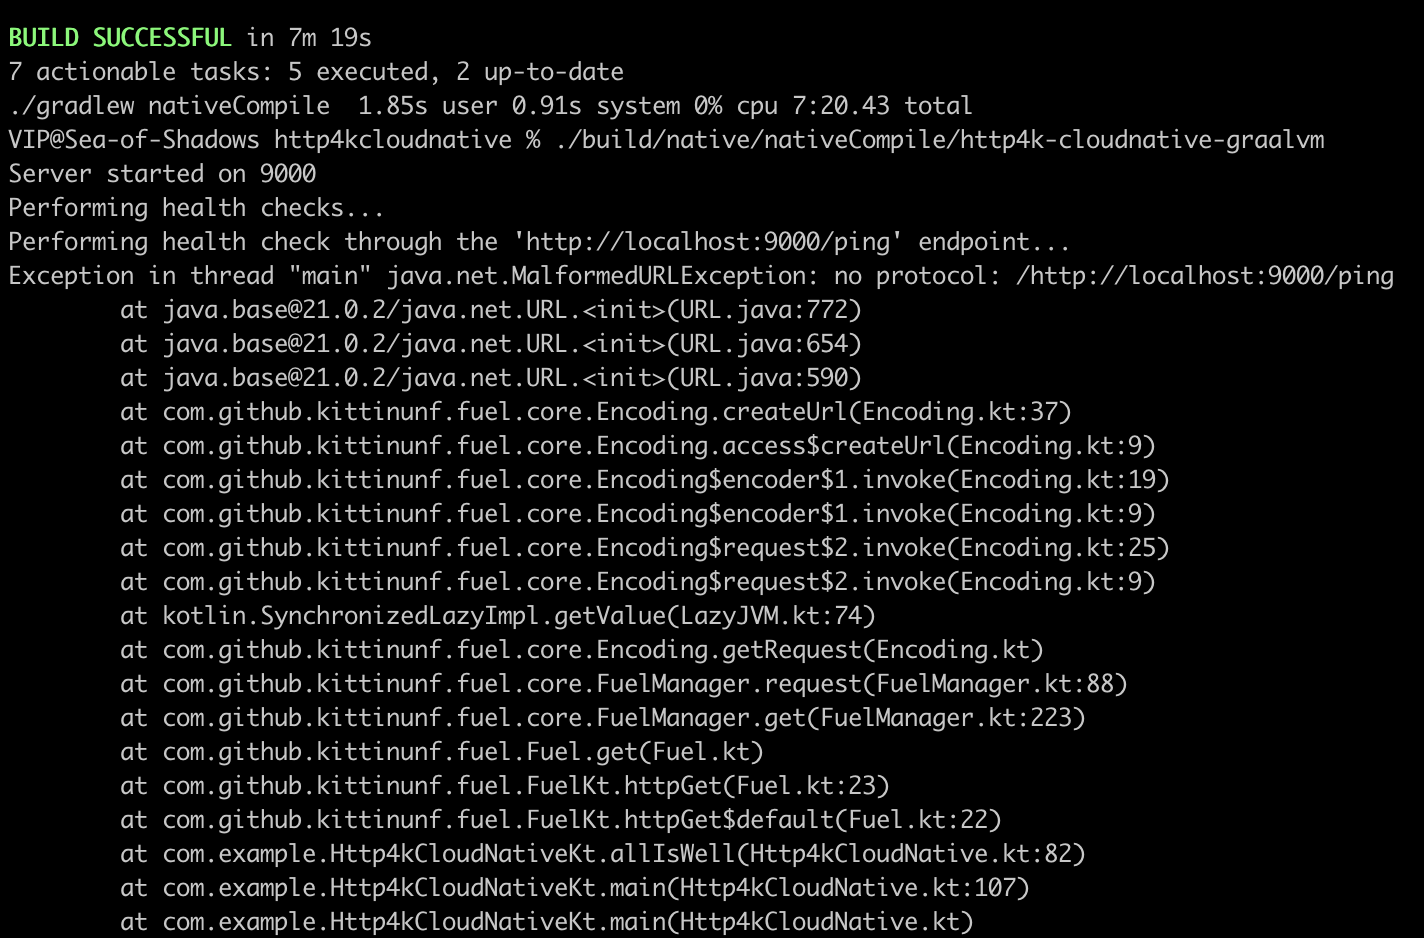 BUILD SUCCESSFUL in 7m 19s
7 actionable tasks: 5 executed, 2 up-to-date
./gradlew nativeCompile  1.85s user 0.91s system 0% cpu 7:20.43 total
VIP@Sea-of-Shadows http4kcloudnative % ./build/native/nativeCompile/http4k-cloudnative-graalvm
Server started on 9000
Performing health checks...
Performing health check through the 'http://localhost:9000/ping' endpoint...
Exception in thread "main" java.net.MalformedURLException: no protocol: /http://localhost:9000/ping
        at java.base@21.0.2/java.net.URL.<init>(URL.java:772)
        at java.base@21.0.2/java.net.URL.<init>(URL.java:654)
        at java.base@21.0.2/java.net.URL.<init>(URL.java:590)
        at com.github.kittinunf.fuel.core.Encoding.createUrl(Encoding.kt:37)
        at com.github.kittinunf.fuel.core.Encoding.access$createUrl(Encoding.kt:9)
        at com.github.kittinunf.fuel.core.Encoding$encoder$1.invoke(Encoding.kt:19)
        at com.github.kittinunf.fuel.core.Encoding$encoder$1.invoke(Encoding.kt:9)
        at com.github.kittinunf.fuel.core.Encoding$request$2.invoke(Encoding.kt:25)
        at com.github.kittinunf.fuel.core.Encoding$request$2.invoke(Encoding.kt:9)
        at kotlin.SynchronizedLazyImpl.getValue(LazyJVM.kt:74)
        at com.github.kittinunf.fuel.core.Encoding.getRequest(Encoding.kt)
        at com.github.kittinunf.fuel.core.FuelManager.request(FuelManager.kt:88)
        at com.github.kittinunf.fuel.core.FuelManager.get(FuelManager.kt:223)
        at com.github.kittinunf.fuel.Fuel.get(Fuel.kt)
        at com.github.kittinunf.fuel.FuelKt.httpGet(Fuel.kt:23)
        at com.github.kittinunf.fuel.FuelKt.httpGet$default(Fuel.kt:22)
        at com.example.Http4kCloudNativeKt.allIsWell(Http4kCloudNative.kt:82)
        at com.example.Http4kCloudNativeKt.main(Http4kCloudNative.kt:107)
        at com.example.Http4kCloudNativeKt.main(Http4kCloudNative.kt)